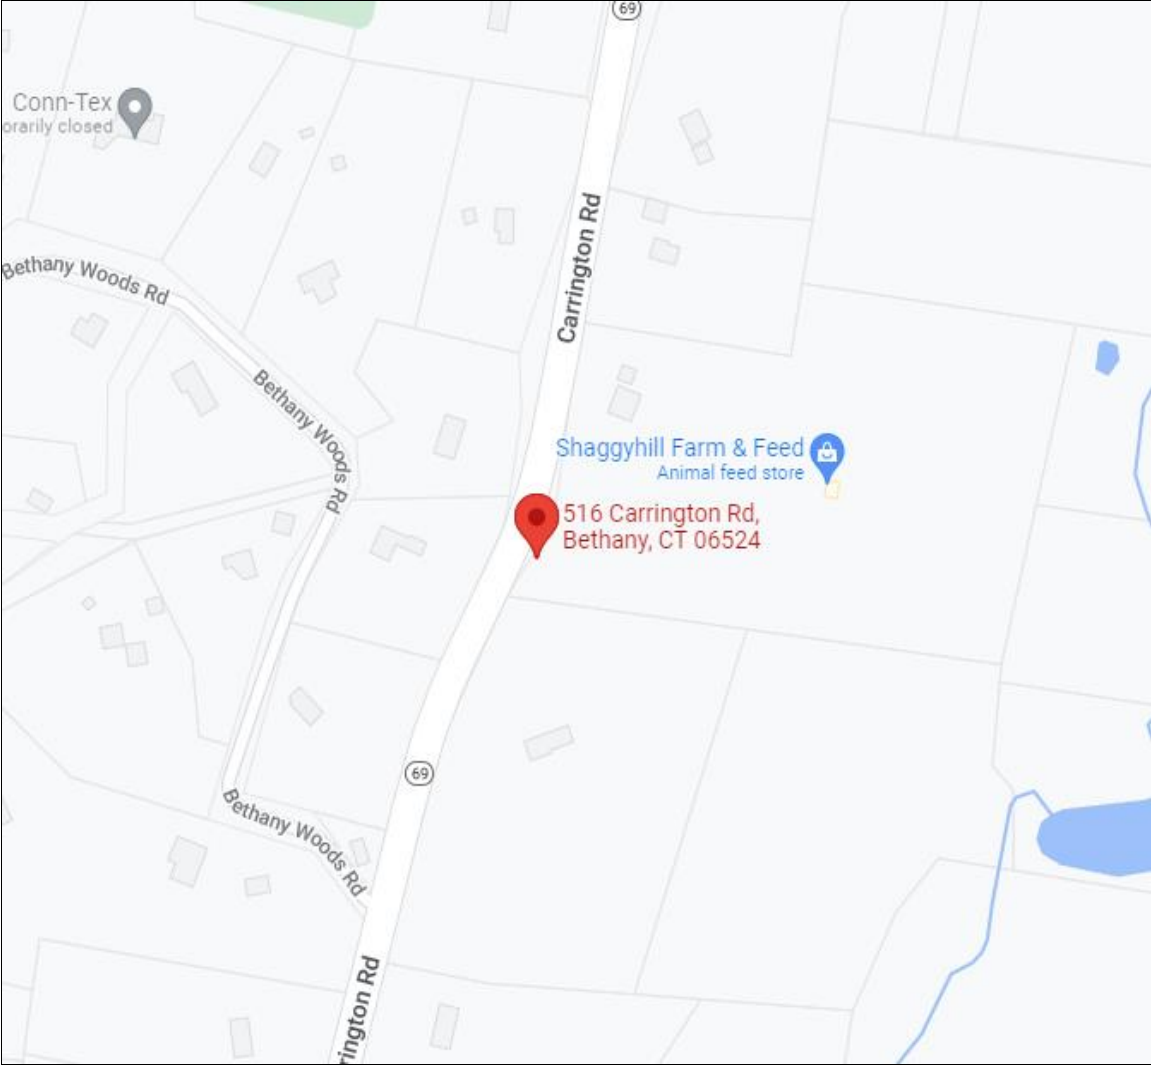 69
Conn-Tex
orarily closed
Carrington Rd
Bethany Woods Rd
Bethany Woods Rd
Shaggyhill Farm & Feed
Animal feed store
516 Carrington Rd,
Bethany, CT 06524
69
Bethany Woods Rd
rington Rd